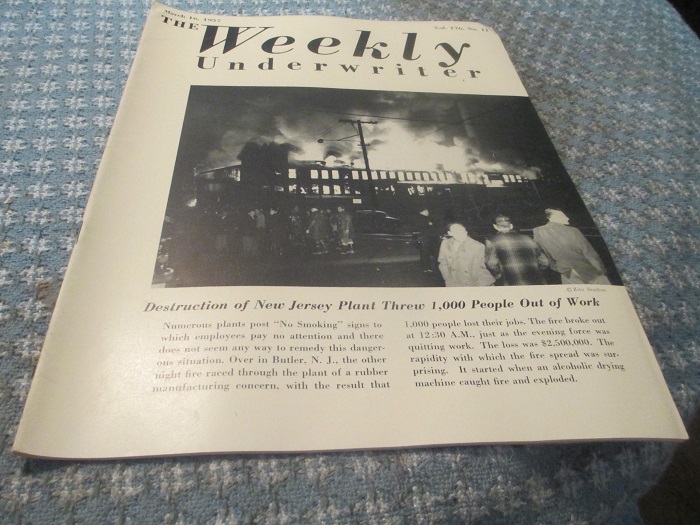 March 16, 1957
Vol. 176, No. 11
THE Weekly
Underwriter
© Ritz Studios
Destruction of New Jersey Plant Threw 1,000 People Out of Work
Numerous plants post "No Smoking" signs to
which employees pay no attention and there
does not seem any way to remedy this danger-
ous situation. Over in Butler, N. J., the other
night fire raced through the plant of a rubber
manufacturing concern, with the result that
1,000 people lost their jobs. The fire broke out
at 12:30 A.M., just as the evening force was
quitting work. The loss was $2,500,000. The
rapidity with which the fire spread was sur-
prising. It started when an alcoholic drying
machine caught fire and exploded.